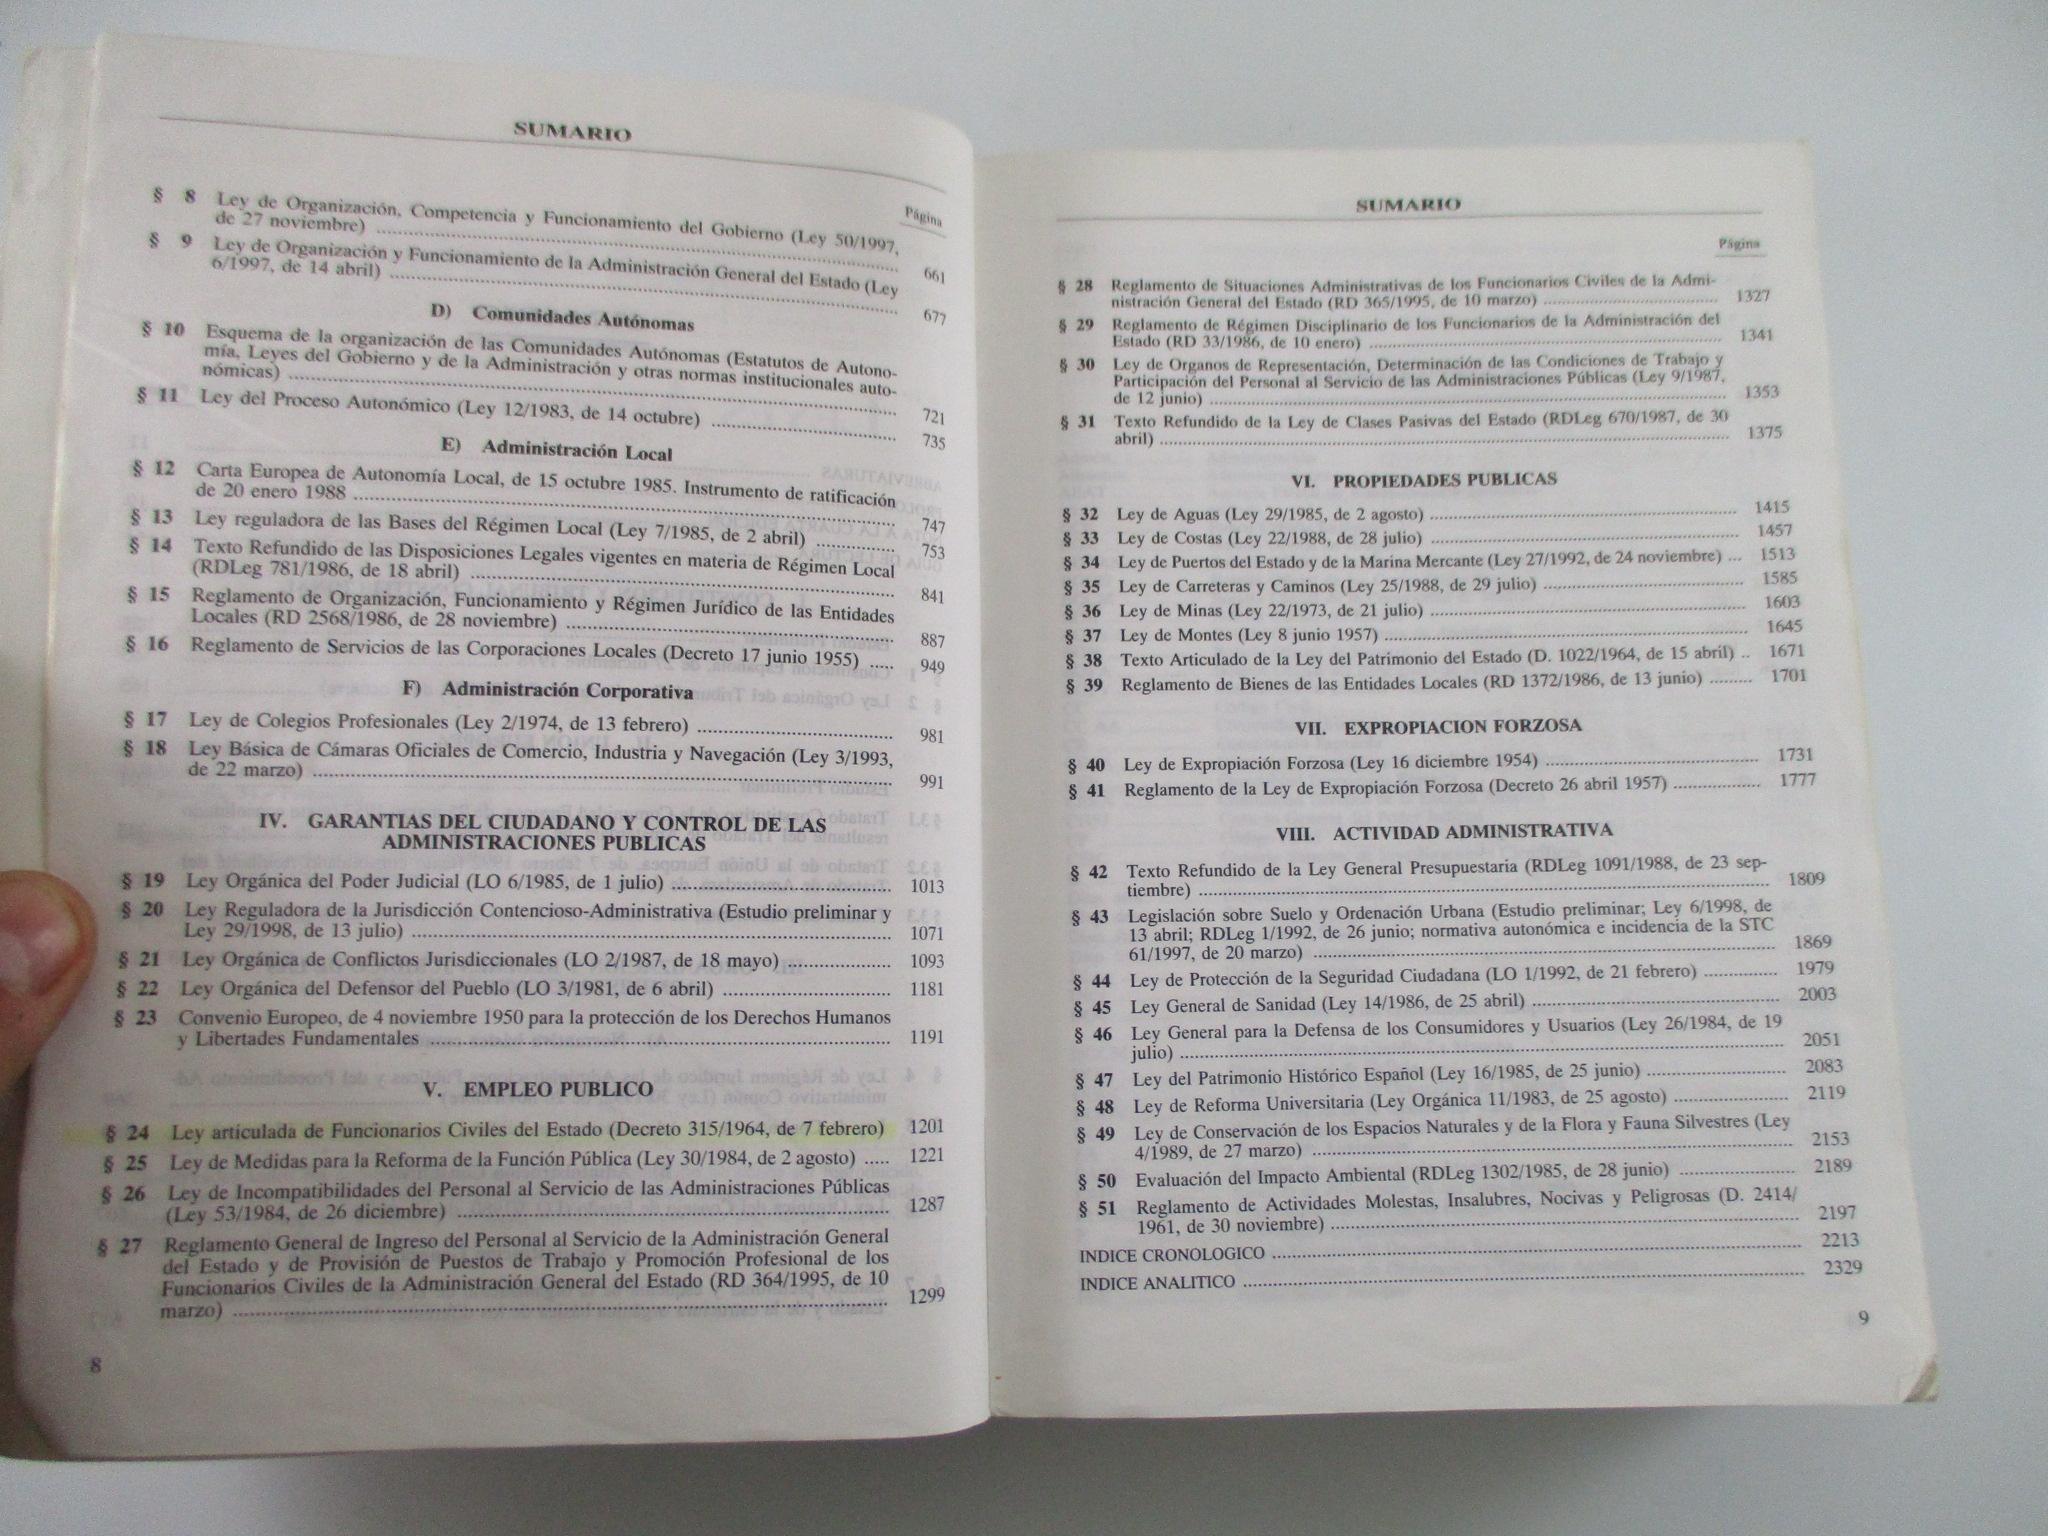 SUMARIO
Página
§ 8 Ley de Organización, Competencia y Funcionamiento del Gobierno (Ley 50/1997,
de 27 noviembre) ........ 661
§ 9 Ley de Organización y Funcionamiento de la Administración General del Estado (Ley
6/1997, de 14 abril) ........ 677
D) Comunidades Autónomas
§ 10 Esquema de la organización de las Comunidades Autónomas (Estatutos de Autono-
mía, Leyes del Gobierno y de la Administración y otras normas institucionales auto-
nómicas) ........ 721
§ 11 Ley del Proceso Autonómico (Ley 12/1983, de 14 octubre) ........ 735
E) Administración Local
§ 12 Carta Europea de Autonomía Local, de 15 octubre 1985. Instrumento de ratificación
de 20 enero 1988 ........ 747
§ 13 Ley reguladora de las Bases del Régimen Local (Ley 7/1985, de 2 abril) ........ 753
§ 14 Texto Refundido de las Disposiciones Legales vigentes en materia de Régimen Local
(RDLeg 781/1986, de 18 abril) ........ 841
§ 15 Reglamento de Organización, Funcionamiento y Régimen Jurídico de las Entidades
Locales (RD 2568/1986, de 28 noviembre) ........ 887
§ 16 Reglamento de Servicios de las Corporaciones Locales (Decreto 17 junio 1955) ..... 949
F) Administración Corporativa
§ 17 Ley de Colegios Profesionales (Ley 2/1974, de 13 febrero) ........ 981
§ 18 Ley Básica de Cámaras Oficiales de Comercio, Industria y Navegación (Ley 3/1993,
de 22 marzo) ........ 991
IV. GARANTIAS DEL CIUDADANO Y CONTROL DE LAS
ADMINISTRACIONES PUBLICAS
§ 19 Ley Orgánica del Poder Judicial (LO 6/1985, de 1 julio) ........ 1013
§ 20 Ley Reguladora de la Jurisdicción Contencioso-Administrativa (Estudio preliminar y
Ley 29/1998, de 13 julio) ........ 1071
§ 21 Ley Orgánica de Conflictos Jurisdiccionales (LO 2/1987, de 18 mayo) ........ 1093
§ 22 Ley Orgánica del Defensor del Pueblo (LO 3/1981, de 6 abril) ........ 1181
§ 23 Convenio Europeo, de 4 noviembre 1950 para la protección de los Derechos Humanos
y Libertades Fundamentales ........ 1191
V. EMPLEO PUBLICO
§ 24 Ley articulada de Funcionarios Civiles del Estado (Decreto 315/1964, de 7 febrero) 1201
§ 25 Ley de Medidas para la Reforma de la Función Pública (Ley 30/1984, de 2 agosto) ..... 1221
§ 26 Ley de Incompatibilidades del Personal al Servicio de las Administraciones Públicas
(Ley 53/1984, de 26 diciembre) ........ 1287
§ 27 Reglamento General de Ingreso del Personal al Servicio de la Administración General
del Estado y de Provisión de Puestos de Trabajo y Promoción Profesional de los
Funcionarios Civiles de la Administración General del Estado (RD 364/1995, de 10
marzo) ........ 1299
8
SUMARIO
Página
§ 28 Reglamento de Situaciones Administrativas de los Funcionarios Civiles de la Admi-
nistración General del Estado (RD 365/1995, de 10 marzo) ........ 1327
§ 29 Reglamento de Régimen Disciplinario de los Funcionarios de la Administración del
Estado (RD 33/1986, de 10 enero) ........ 1341
§ 30 Ley de Organos de Representación, Determinación de las Condiciones de Trabajo y
Participación del Personal al Servicio de las Administraciones Públicas (Ley 9/1987,
de 12 junio) ........ 1353
§ 31 Texto Refundido de la Ley de Clases Pasivas del Estado (RDLeg 670/1987, de 30
abril) ........ 1375
VI. PROPIEDADES PUBLICAS
§ 32 Ley de Aguas (Ley 29/1985, de 2 agosto) ........ 1415
§ 33 Ley de Costas (Ley 22/1988, de 28 julio) ........ 1457
§ 34 Ley de Puertos del Estado y de la Marina Mercante (Ley 27/1992, de 24 noviembre) ... 1513
§ 35 Ley de Carreteras y Caminos (Ley 25/1988, de 29 julio) ........ 1585
§ 36 Ley de Minas (Ley 22/1973, de 21 julio) ........ 1603
§ 37 Ley de Montes (Ley 8 junio 1957) ........ 1645
§ 38 Texto Articulado de la Ley del Patrimonio del Estado (D. 1022/1964, de 15 abril) .. 1671
§ 39 Reglamento de Bienes de las Entidades Locales (RD 1372/1986, de 13 junio) ......... 1701
VII. EXPROPIACION FORZOSA
§ 40 Ley de Expropiación Forzosa (Ley 16 diciembre 1954) ........ 1731
§ 41 Reglamento de la Ley de Expropiación Forzosa (Decreto 26 abril 1957) ........ 1777
VIII. ACTIVIDAD ADMINISTRATIVA
§ 42 Texto Refundido de la Ley General Presupuestaria (RDLeg 1091/1988, de 23 sep-
tiembre) ........ 1809
§ 43 Legislación sobre Suelo y Ordenación Urbana (Estudio preliminar; Ley 6/1998, de
13 abril; RDLeg 1/1992, de 26 junio; normativa autonómica e incidencia de la STC
61/1997, de 20 marzo) ........ 1869
§ 44 Ley de Protección de la Seguridad Ciudadana (LO 1/1992, de 21 febrero) ........ 1979
§ 45 Ley General de Sanidad (Ley 14/1986, de 25 abril) ........ 2003
§ 46 Ley General para la Defensa de los Consumidores y Usuarios (Ley 26/1984, de 19
julio) ........ 2051
§ 47 Ley del Patrimonio Histórico Español (Ley 16/1985, de 25 junio) ........ 2083
§ 48 Ley de Reforma Universitaria (Ley Orgánica 11/1983, de 25 agosto) ........ 2119
§ 49 Ley de Conservación de los Espacios Naturales y de la Flora y Fauna Silvestres (Ley
4/1989, de 27 marzo) ........ 2153
§ 50 Evaluación del Impacto Ambiental (RDLeg 1302/1985, de 28 junio) ........ 2189
§ 51 Reglamento de Actividades Molestas, Insalubres, Nocivas y Peligrosas (D. 2414/
1961, de 30 noviembre) ........ 2197
INDICE CRONOLOGICO ........ 2213
INDICE ANALITICO ........ 2329
9